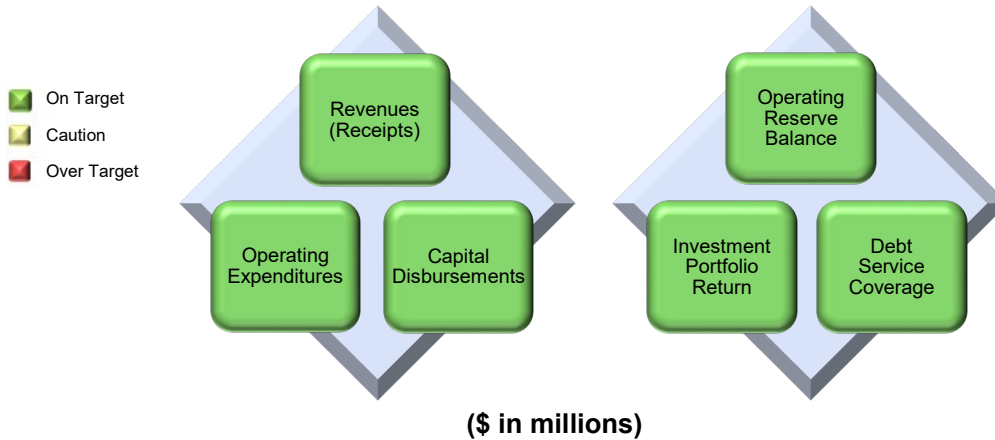 On Target
Caution
Over Target
Revenues
(Receipts)
Operating
Expenditures
Capital
Disbursements
Operating
Reserve
Balance
Investment
Portfolio
Return
Debt
Service
Coverage
($ in millions)